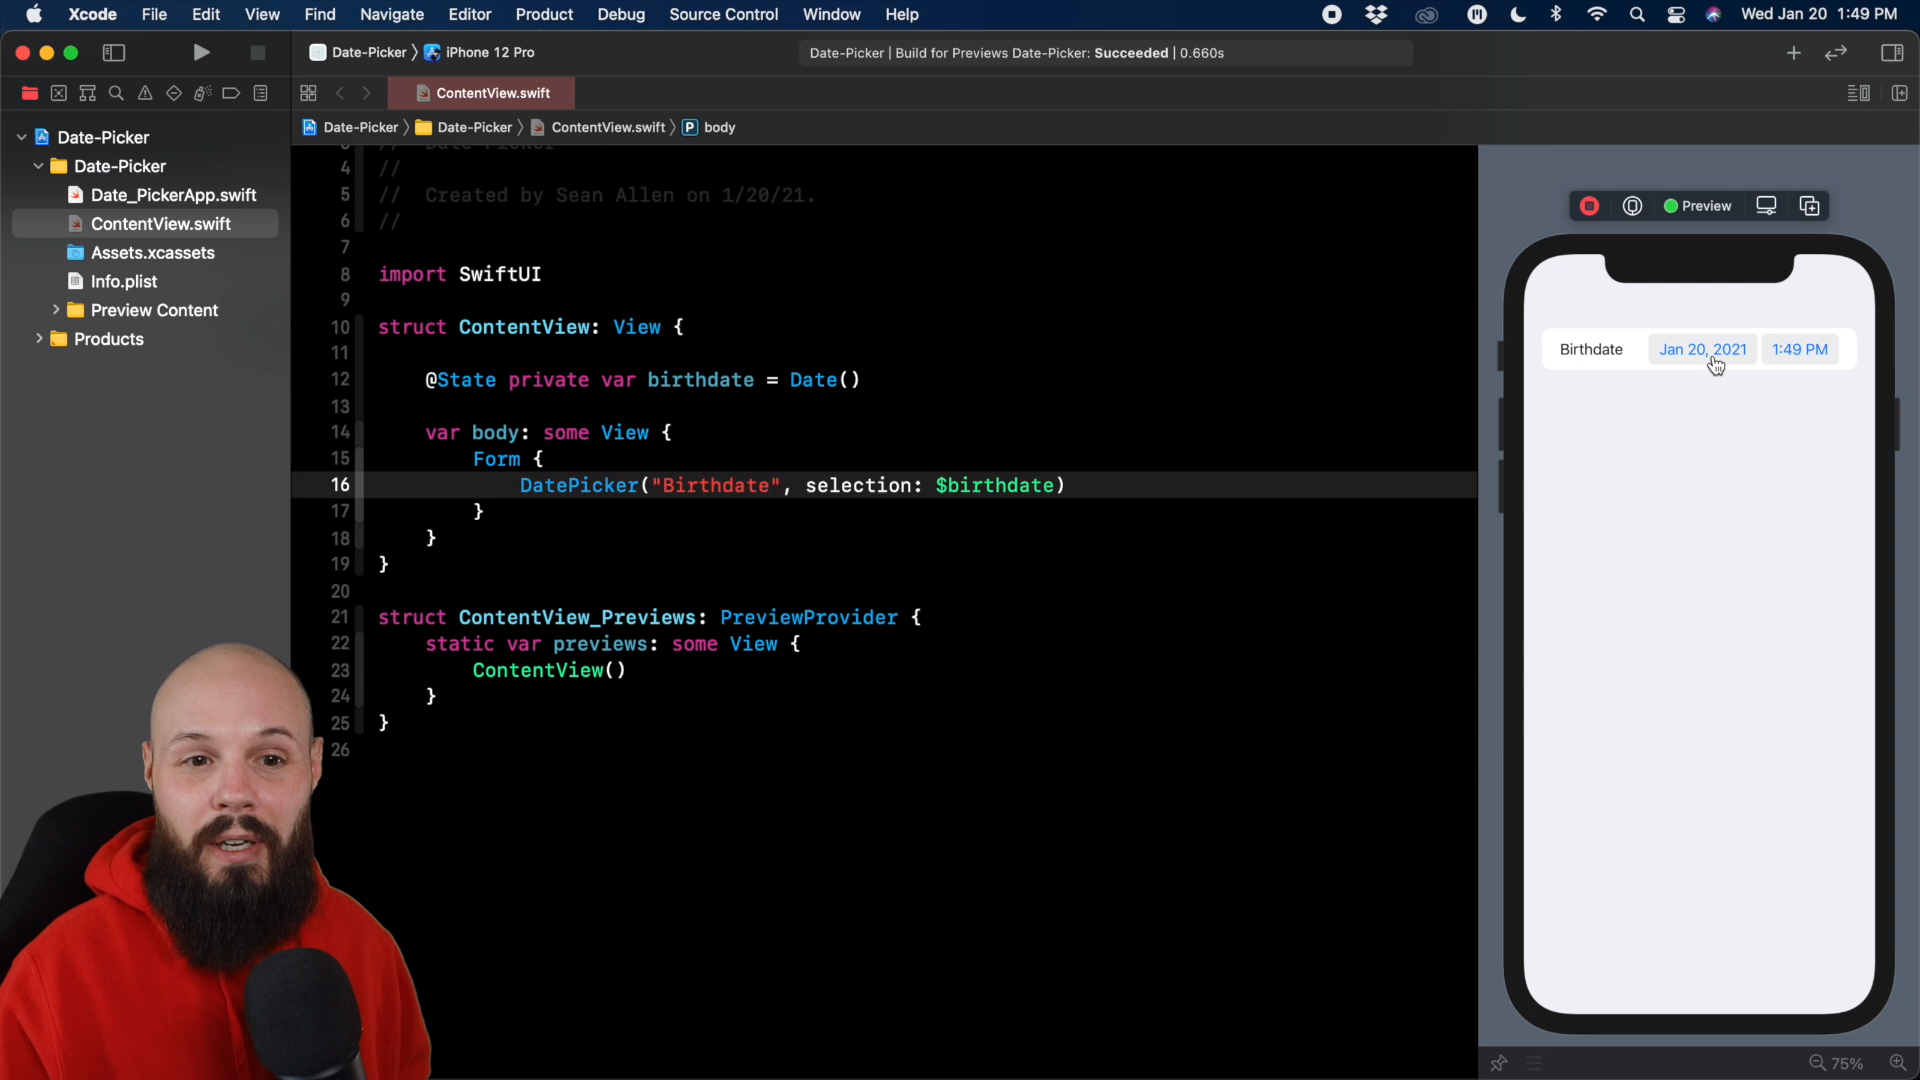 Xcode File Edit View Find Navigate Editor Product Debug Source Control Window Help Wed Jan 20 1:49 PM
Date-Picker iPhone 12 Pro Date-Picker | Build for Previews Date-Picker: Succeeded | 0.660s
ContentView.swift
Date-Picker Date-Picker ContentView.swift P body
Date-Picker
Date-Picker
Date_PickerApp.swift
ContentView.swift
Assets.xcassets
Info.plist
Preview Content
Products
4 //
5 // Created by Sean Allen on 1/20/21.
6 //
7
8 import SwiftUI
9
10 struct ContentView: View {
11
12 @State private var birthdate = Date()
13
14 var body: some View {
15 Form {
16 DatePicker("Birthdate", selection: $birthdate)
17 }
18 }
19 }
20
21 struct ContentView_Previews: PreviewProvider {
22 static var previews: some View {
23 ContentView()
24 }
25 }
26
Preview
Birthdate Jan 20, 2021 1:49 PM
75%